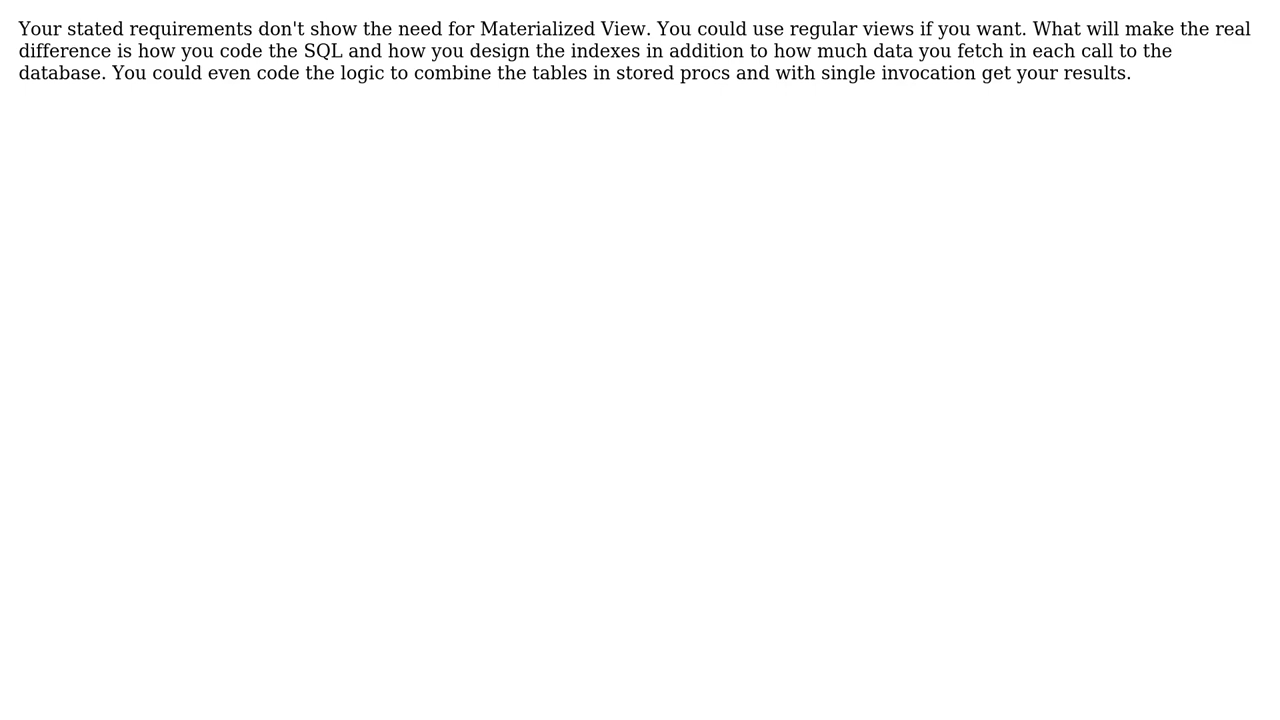 Your stated requirements don't show the need for Materialized View. You could use regular views if you want. What will make the real
difference is how you code the SQL and how you design the indexes in addition to how much data you fetch in each call to the
database. You could even code the logic to combine the tables in stored procs and with single invocation get your results.